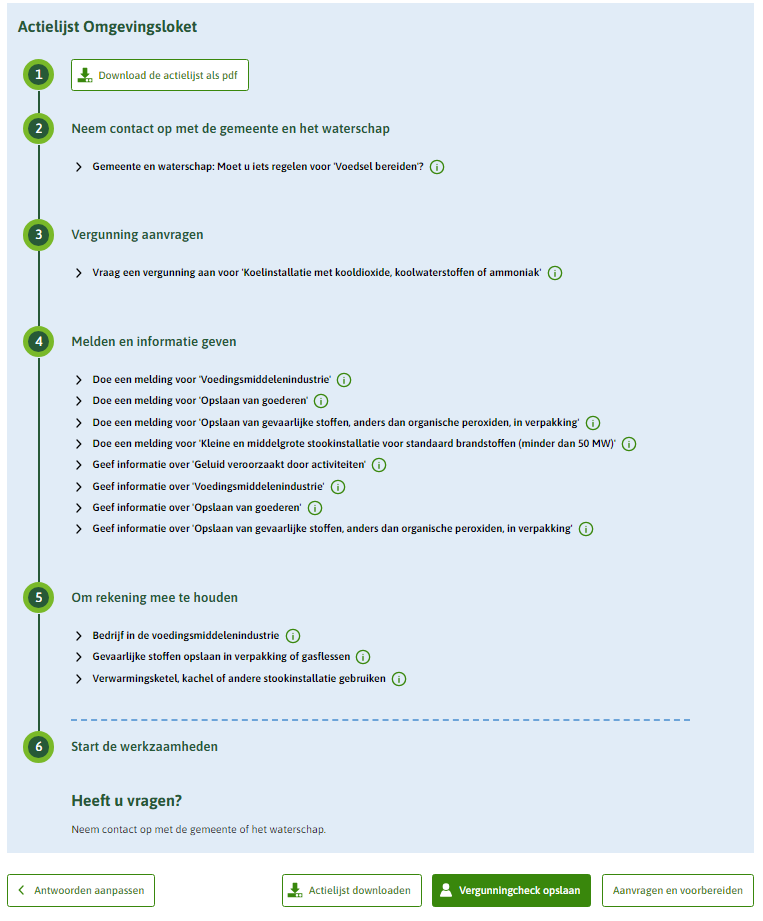 Actielijst Omgevingsloket
1
Download de actielijst als pdf
2
Neem contact op met de gemeente en het waterschap
Gemeente en waterschap: Moet u iets regelen voor 'Voedsel bereiden'?
3
Vergunning aanvragen
Vraag een vergunning aan voor 'Koelinstallatie met kooldioxide, koolwaterstoffen of ammoniak'
4
Melden en informatie geven
Doe een melding voor 'Voedingsmiddelenindustrie'
Doe een melding voor 'Opslaan van goederen'
Doe een melding voor 'Opslaan van gevaarlijke stoffen, anders dan organische peroxiden, in verpakking'
Doe een melding voor 'Kleine en middelgrote stookinstallatie voor standaard brandstoffen (minder dan 50 MW)'
Geef informatie over 'Geluid veroorzaakt door activiteiten'
Geef informatie over 'Voedingsmiddelenindustrie'
Geef informatie over 'Opslaan van goederen'
Geef informatie over 'Opslaan van gevaarlijke stoffen, anders dan organische peroxiden, in verpakking'
5
Om rekening mee te houden
Bedrijf in de voedingsmiddelenindustrie
Gevaarlijke stoffen opslaan in verpakking of gasflessen
Verwarmingsketel, kachel of andere stookinstallatie gebruiken
6
Start de werkzaamheden
Heeft u vragen?
Neem contact op met de gemeente of het waterschap.
Antwoorden aanpassen
Actielijst downloaden
Vergunningcheck opslaan
Aanvragen en voorbereiden